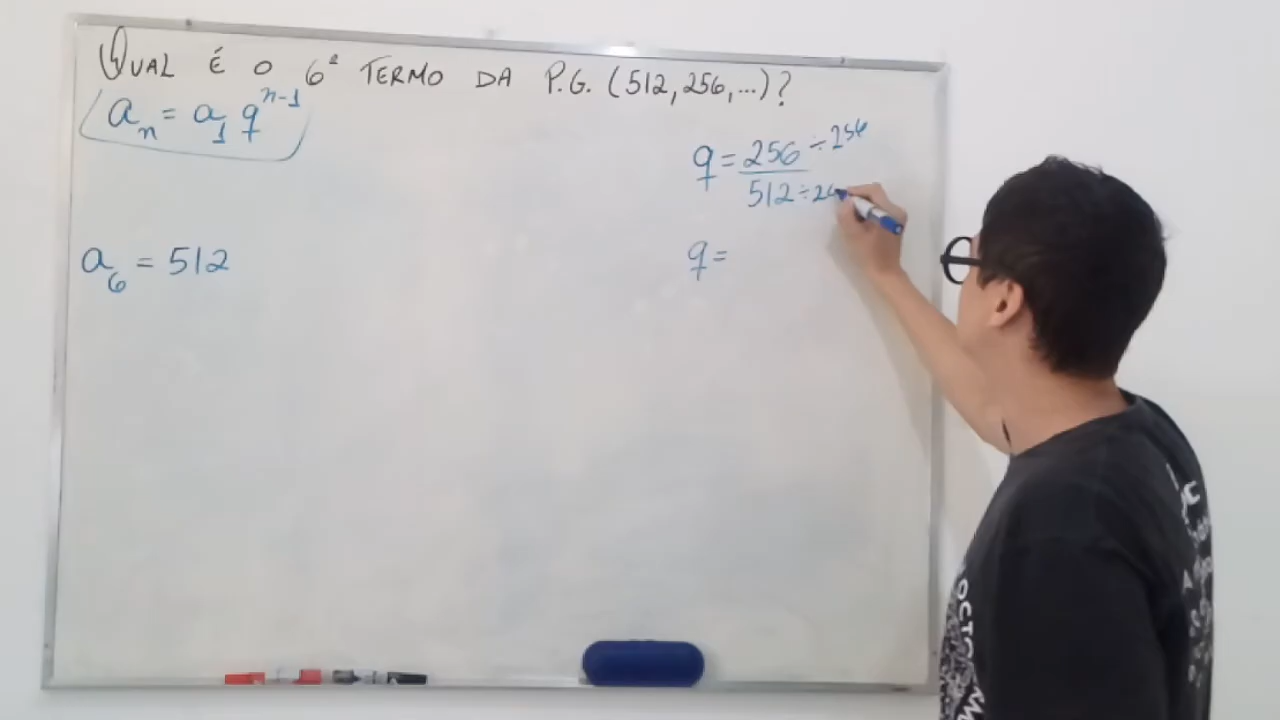 QUAL É O 6º TERMO DA P.G. (512, 256, ...)?
aₙ = a₁ qⁿ⁻¹
q = 256 ÷ 256
512 ÷
a₆ = 512
q =